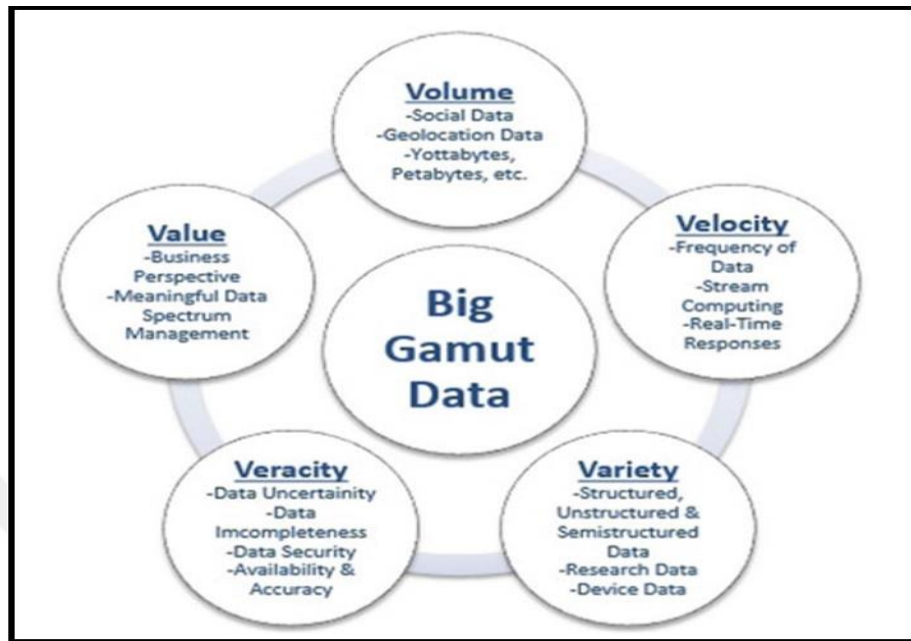 Volume
-Social Data
-Geolocation Data
-Yottabytes,
Petabytes, etc.
Velocity
-Frequency of
Data
-Stream
Computing
-Real-Time
Responses
Variety
-Structured,
Unstructured &
Semistructured
Data
-Research Data
-Device Data
Veracity
-Data Uncertainity
-Data
Imcompleteness
-Data Security
-Availability &
Accuracy
Value
-Business
Perspective
-Meaningful Data
Spectrum
Management
Big
Gamut
Data